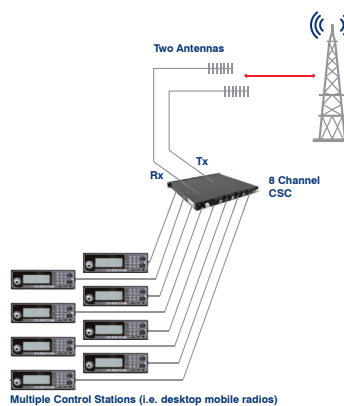 Two Antennas
Tx
Rx
8 Channel
CSC
Multiple Control Stations (i.e. desktop mobile radios)